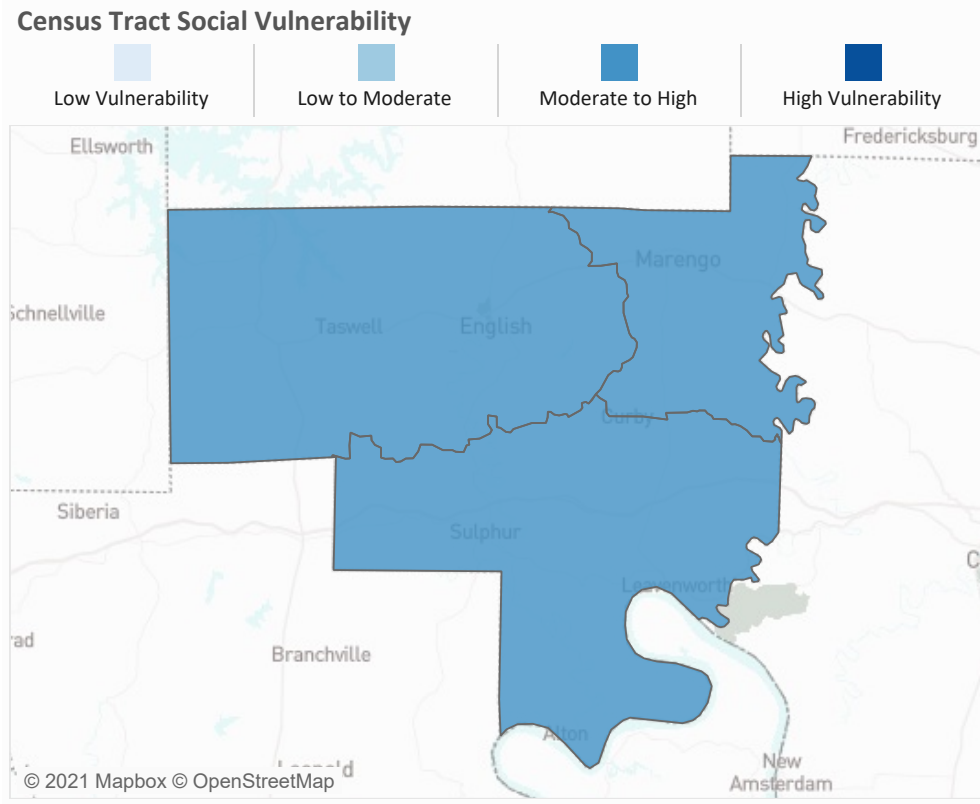 Census Tract Social Vulnerability
Low Vulnerability
Low to Moderate
Moderate to High
High Vulnerability
Ellsworth
Fredericksburg
Marengo
Schnellville
Taswell
English
Curby
Siberia
Sulphur
Leavenworth
Branchville
Alton
New
Amsterdam
© 2021 Mapbox © OpenStreetMap